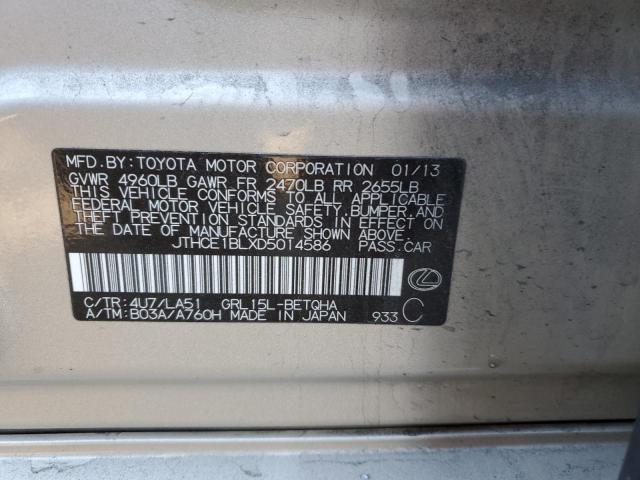 MFD.BY:TOYOTA MOTOR CORPORATION 01/13
GVWR 4960LB GAWR FR 2470LB RR 2655LB
THIS VEHICLE CONFORMS TO ALL APPLICABLE
FEDERAL MOTOR VEHICLE SAFETY,BUMPER,AND
THEFT PREVENTION STANDARDS IN EFFECT ON
THE DATE OF MANUFACTURE SHOWN ABOVE.
JTHCE1BLXD5014586 PASS.CAR
C/TR:4U7/LA51 GRL15L-BETQHA
A/TM:B03A/A760H MADE IN JAPAN 933 C